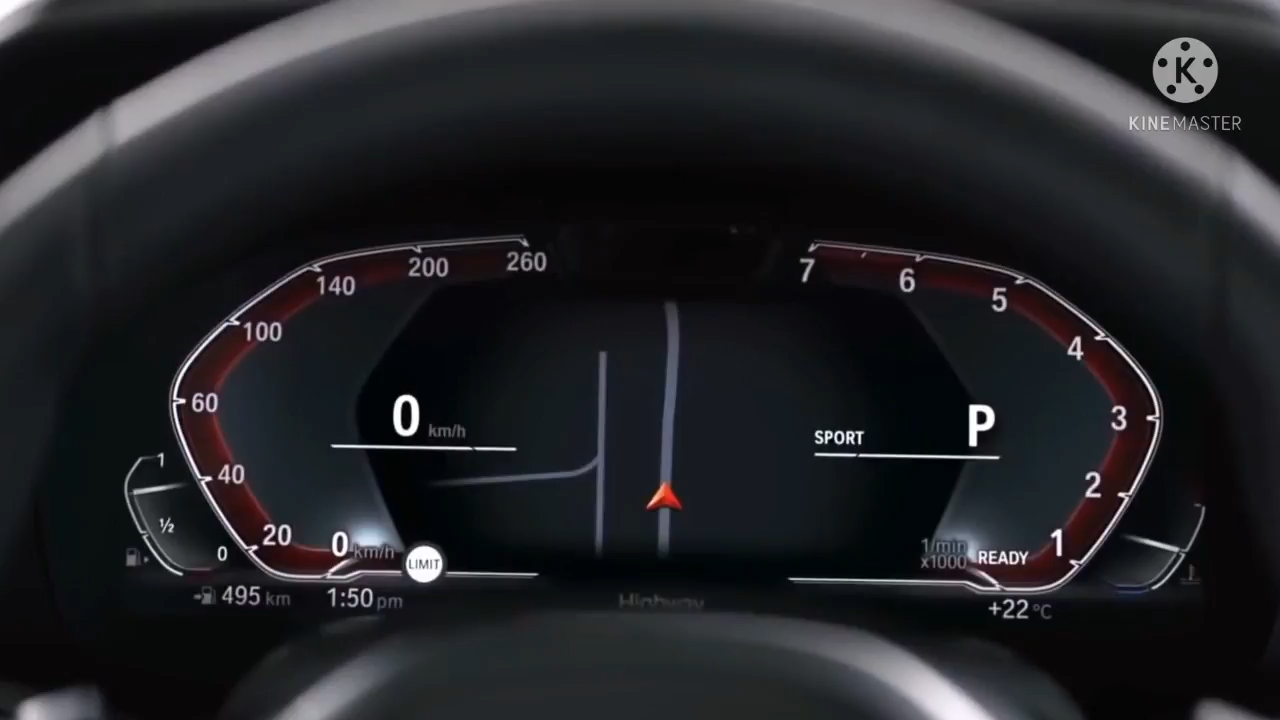 K
KINEMASTER
260
200
140
100
60
40
20
0 km/h
0 km/h
LIMIT
7
6
5
4
3
2
1
SPORT
P
1/min
x1000
READY
1
½
0
495 km
1:50 pm
Highway
+22 °C